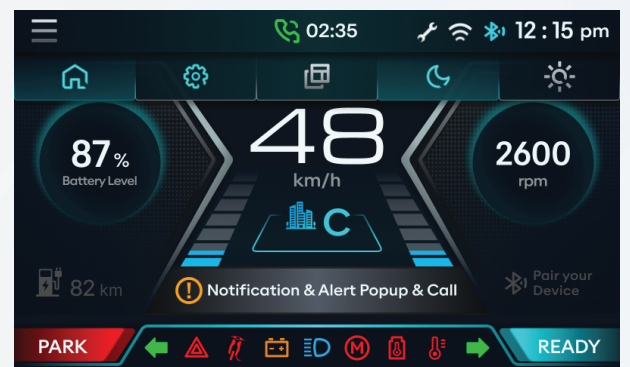 02:35
12 : 15 pm
48
km/h
87%
Battery Level
2600
rpm
C
82 km
Notification & Alert Popup & Call
Pair your
Device
PARK
M
READY